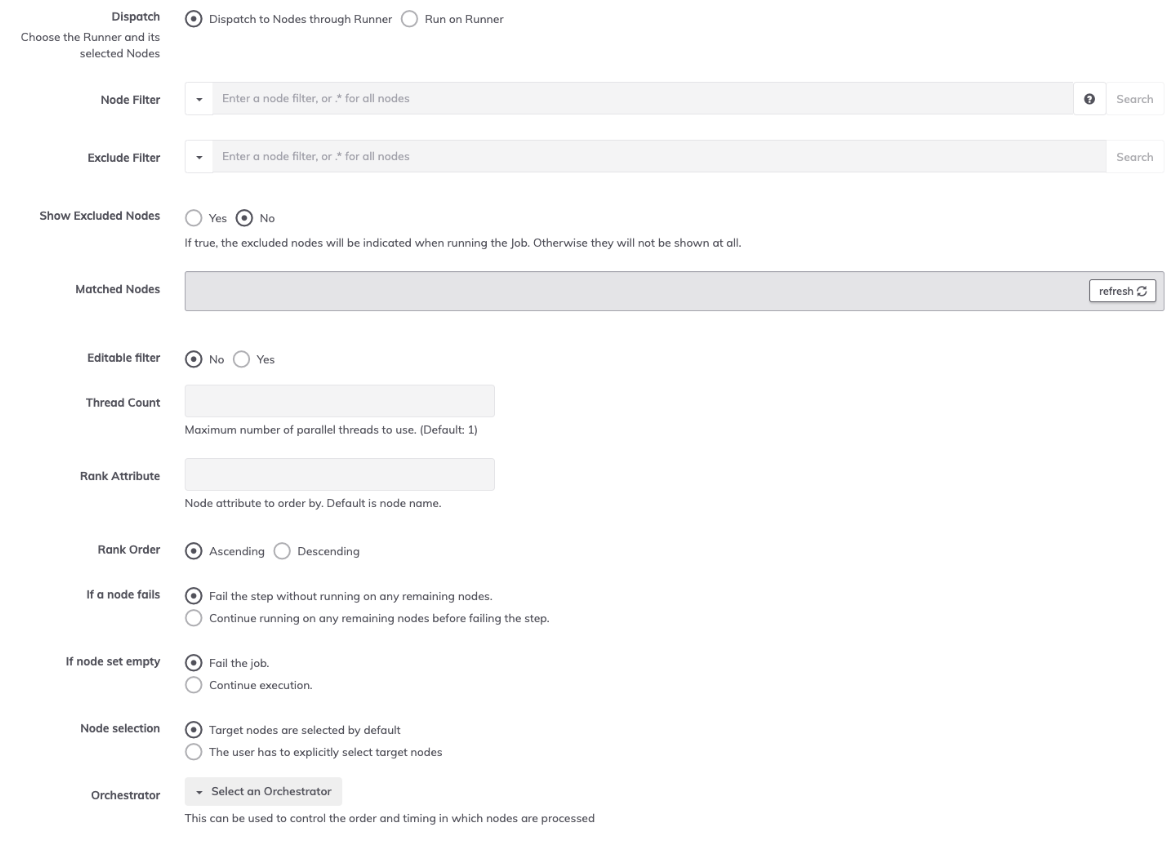 Dispatch
Dispatch to Nodes through Runner Run on Runner
Choose the Runner and its
selected Nodes
Node Filter
Enter a node filter, or .* for all nodes
Search
Exclude Filter
Enter a node filter, or .* for all nodes
Search
Show Excluded Nodes
Yes No
If true, the excluded nodes will be indicated when running the Job. Otherwise they will not be shown at all.
Matched Nodes
refresh
Editable filter
No Yes
Thread Count
Maximum number of parallel threads to use. (Default: 1)
Rank Attribute
Node attribute to order by. Default is node name.
Rank Order
Ascending Descending
If a node fails
Fail the step without running on any remaining nodes.
Continue running on any remaining nodes before failing the step.
If node set empty
Fail the job.
Continue execution.
Node selection
Target nodes are selected by default
The user has to explicitly select target nodes
Orchestrator
Select an Orchestrator
This can be used to control the order and timing in which nodes are processed